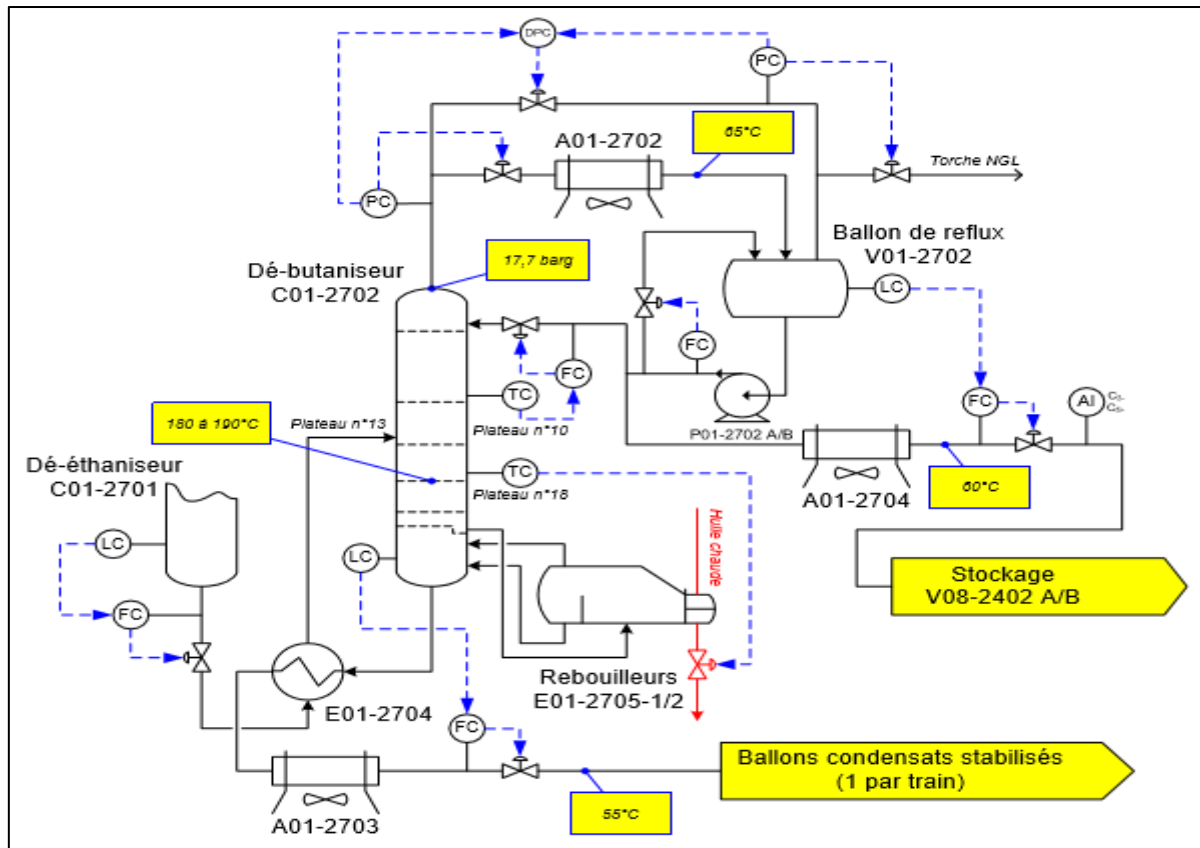 DPC
PC
A01-2702
65°C
Torche NGL
PC
Ballon de reflux
V01-2702
Dé-butaniseur
C01-2702
17,7 barg
LC
FC
FC
TC
Plateau n°10
P01-2702 A/B
FC
AI
180 à 190°C
Plateau n°13
TC
Plateau n°18
A01-2704
60°C
Dé-éthaniseur
C01-2701
LC
FC
LC
Huile chaude
Stockage
V08-2402 A/B
Rebouilleurs
E01-2705-1/2
E01-2704
FC
Ballons condensats stabilisés
(1 par train)
A01-2703
55°C